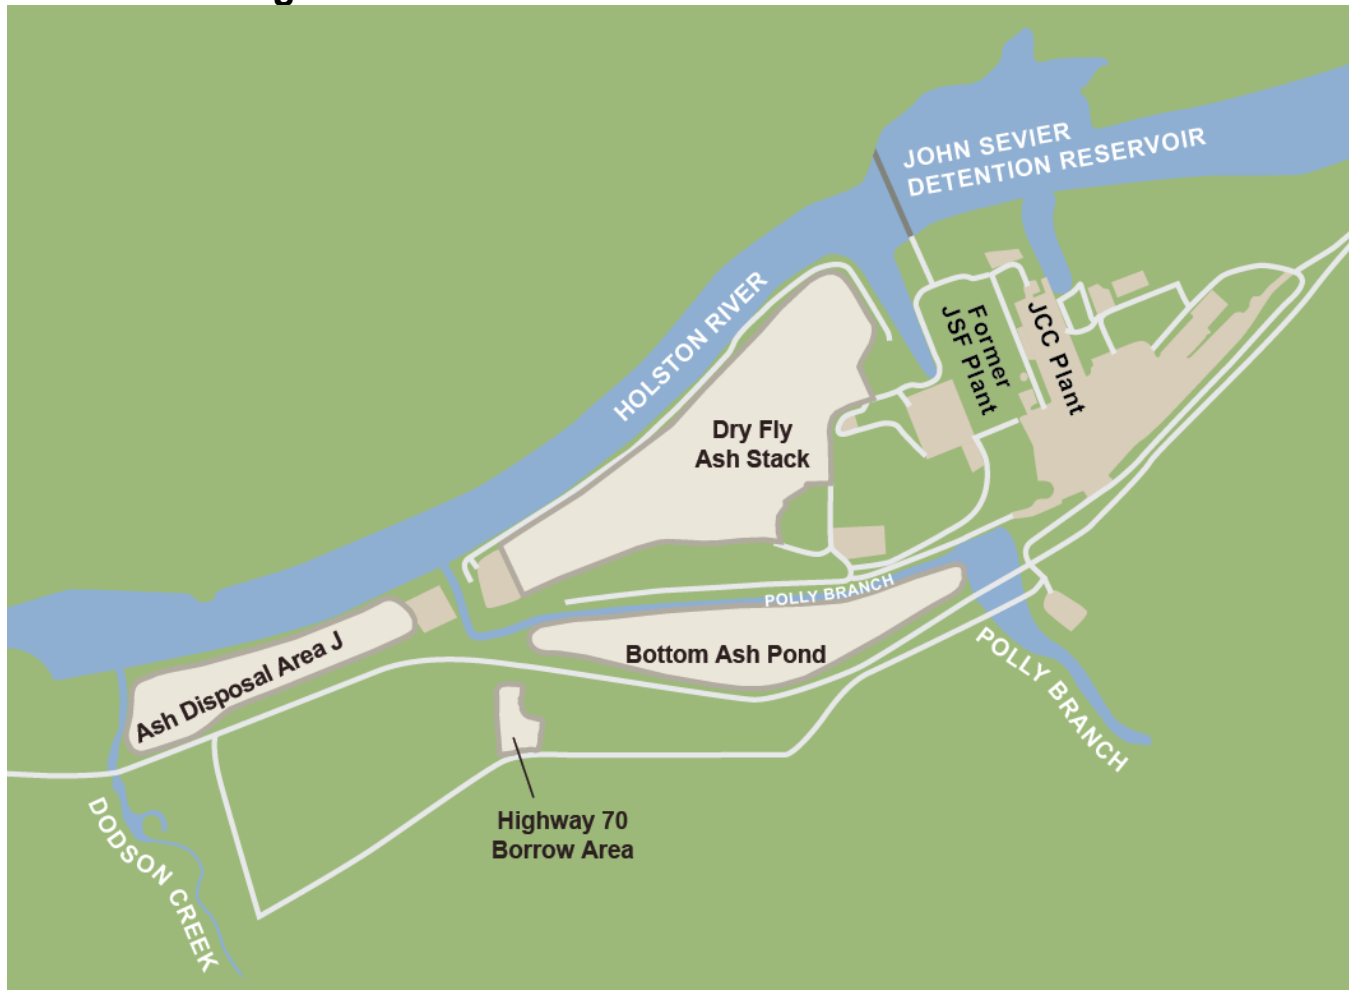 JOHN SEVIER
DETENTION RESERVOIR
HOLSTON RIVER
Former
JSF Plant
JCC Plant
Dry Fly
Ash Stack
POLLY BRANCH
Bottom Ash Pond
POLLY BRANCH
Ash Disposal Area J
Highway 70
Borrow Area
DODSON CREEK